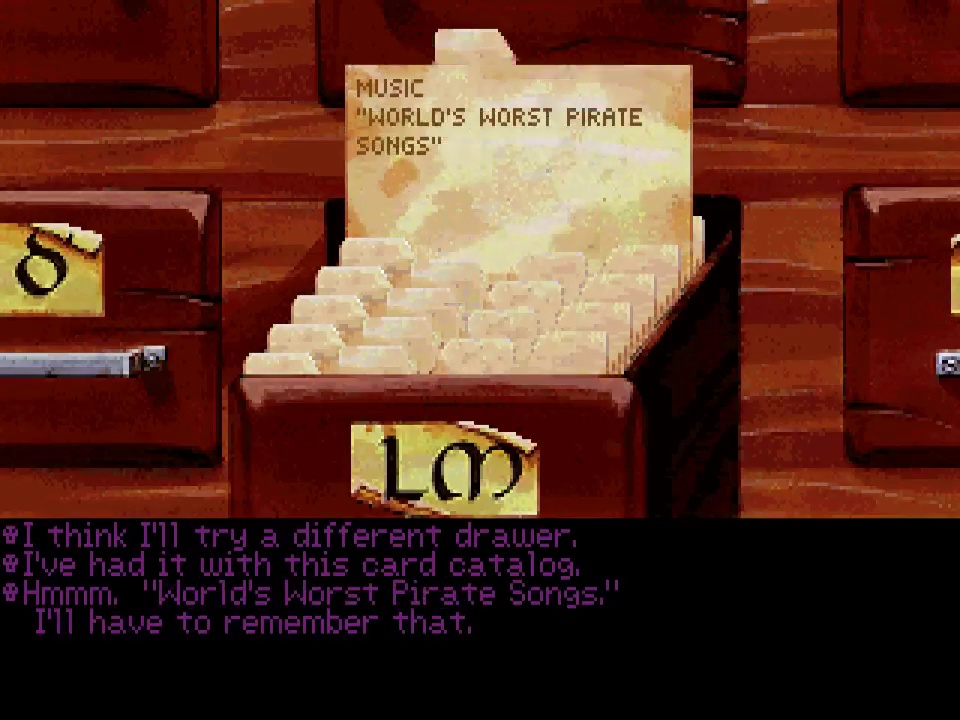 MUSIC
"WORLD'S WORST PIRATE
SONGS"
LM
I think I'll try a different drawer.
I've had it with this card catalog.
Hmmm. "World's Worst Pirate Songs."
I'll have to remember that.